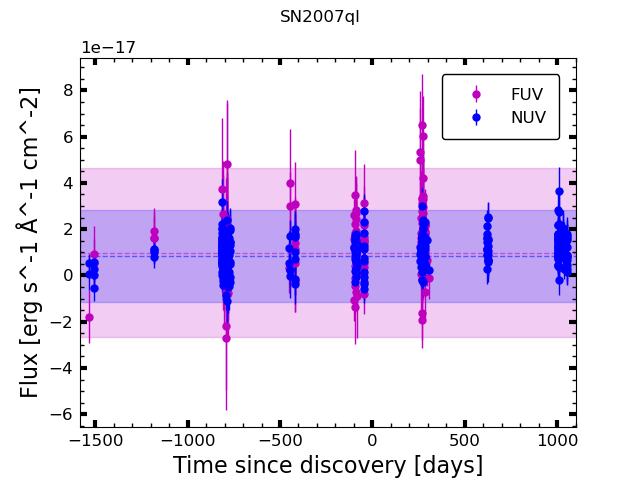 SN2007ql
1e−17
FUV
NUV
8
6
4
2
0
−2
−4
−6
Flux [erg s^-1 Å^-1 cm^-2]
−1500 −1000 −500 0 500 1000
Time since discovery [days]